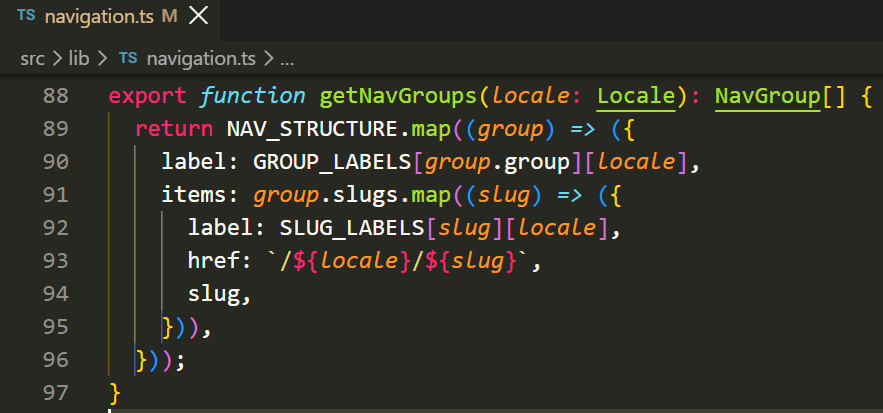 TS navigation.ts M ×
src > lib > TS navigation.ts > ...
88 export function getNavGroups(locale: Locale): NavGroup[] {
89   return NAV_STRUCTURE.map((group) => ({
90     label: GROUP_LABELS[group.group][locale],
91     items: group.slugs.map((slug) => ({
92       label: SLUG_LABELS[slug][locale],
93       href: `/${locale}/${slug}`,
94       slug,
95     })),
96   }));
97 }